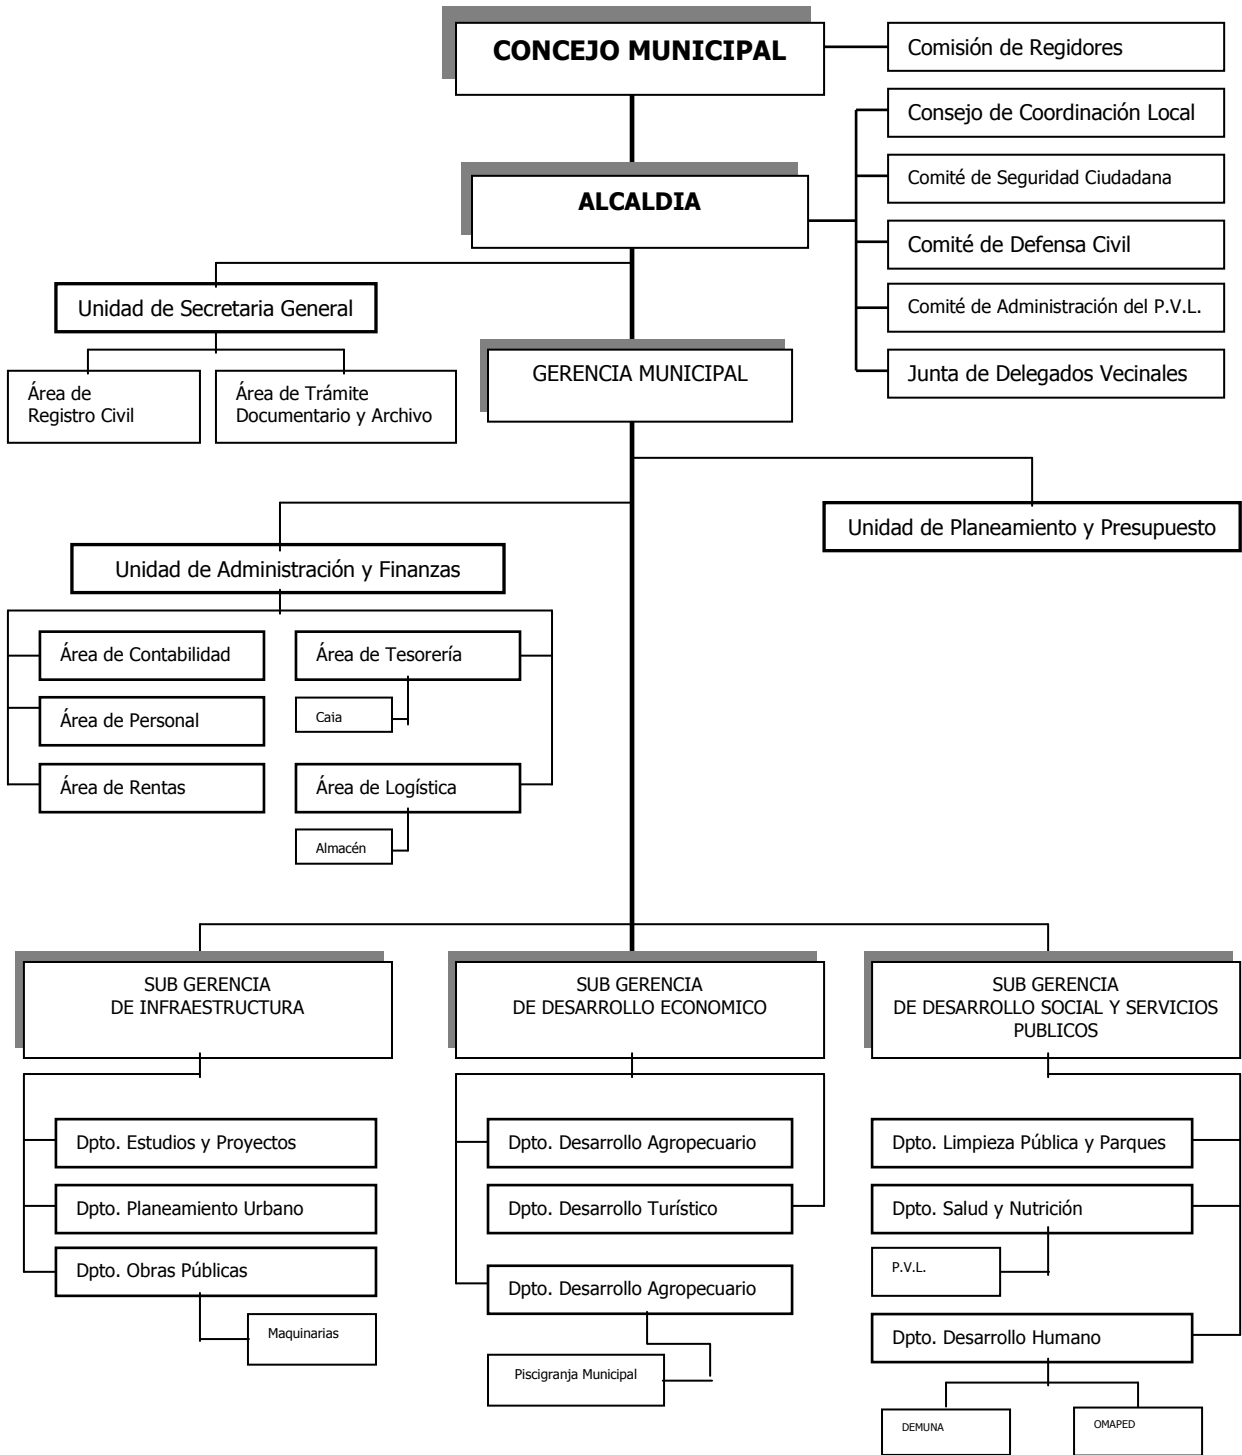 CONCEJO MUNICIPAL
Comisión de Regidores
Consejo de Coordinación Local
Comité de Seguridad Ciudadana
ALCALDIA
Comité de Defensa Civil
Unidad de Secretaria General
Comité de Administración del P.V.L.
GERENCIA MUNICIPAL
Junta de Delegados Vecinales
Área de
Registro Civil
Área de Trámite
Documentario y Archivo
Unidad de Planeamiento y Presupuesto
Unidad de Administración y Finanzas
Área de Contabilidad
Área de Tesorería
Área de Personal
Caia
Área de Rentas
Área de Logística
Almacén
SUB GERENCIA
DE INFRAESTRUCTURA
SUB GERENCIA
DE DESARROLLO ECONOMICO
SUB GERENCIA
DE DESARROLLO SOCIAL Y SERVICIOS
PUBLICOS
Dpto. Estudios y Proyectos
Dpto. Planeamiento Urbano
Dpto. Obras Públicas
Maquinarias
Dpto. Desarrollo Agropecuario
Dpto. Desarrollo Turístico
Dpto. Desarrollo Agropecuario
Piscigranja Municipal
Dpto. Limpieza Pública y Parques
Dpto. Salud y Nutrición
P.V.L.
Dpto. Desarrollo Humano
DEMUNA
OMAPED